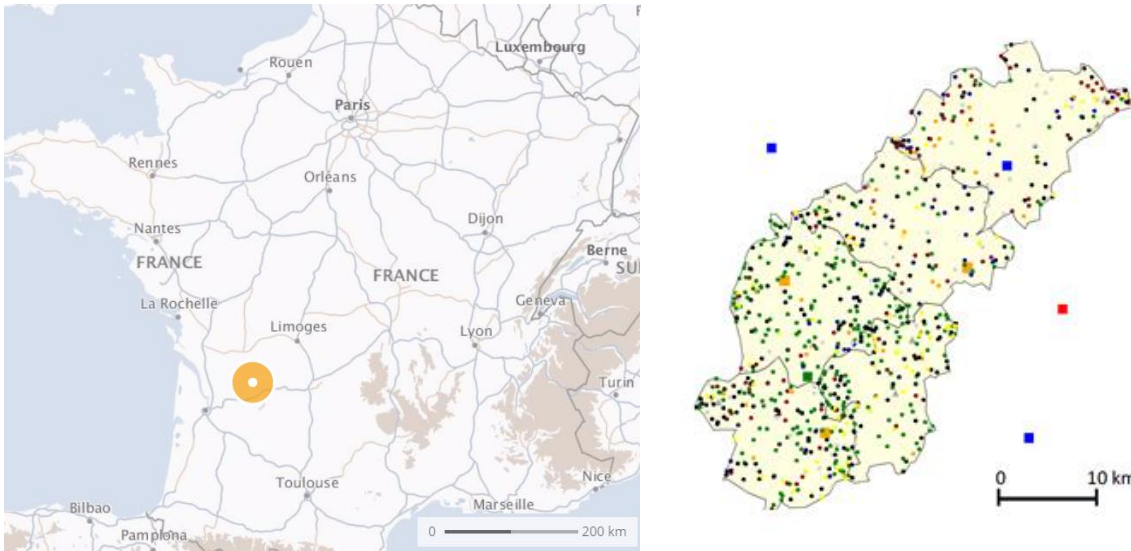 Luxembourg
Rouen
Paris
Rennes
Orléans
Dijon
Nantes
Berne
FRANCE
FRANCE
SUI
La Rochelle
Geneva
Limoges
Lyon
Turin
Toulouse
Nice
Bilbao
Marseille
Pamplona
0 200 km
0 10 km